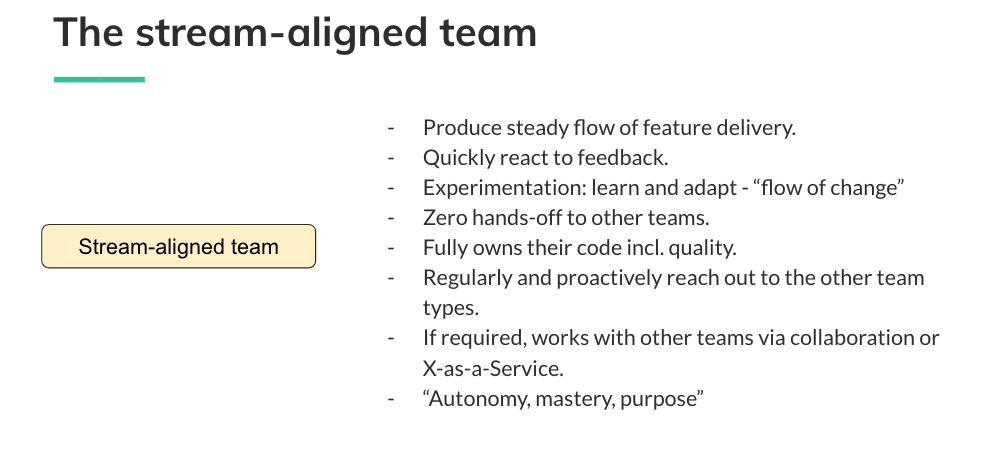 The stream-aligned team
Stream-aligned team
- Produce steady flow of feature delivery.
- Quickly react to feedback.
- Experimentation: learn and adapt - “flow of change”
- Zero hands-off to other teams.
- Fully owns their code incl. quality.
- Regularly and proactively reach out to the other team
types.
- If required, works with other teams via collaboration or
X-as-a-Service.
- “Autonomy, mastery, purpose”